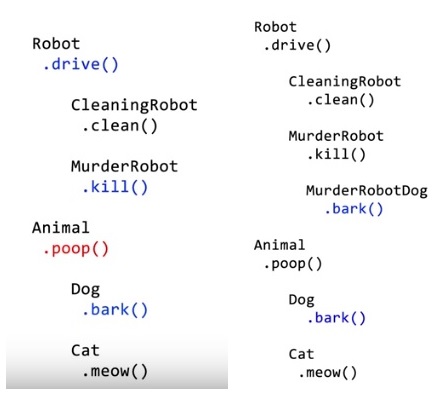 Robot
.drive()
CleaningRobot
.clean()
MurderRobot
.kill()
Animal
.poop()
Dog
.bark()
Cat
.meow()
Robot
.drive()
CleaningRobot
.clean()
MurderRobot
.kill()
MurderRobotDog
.bark()
Animal
.poop()
Dog
.bark()
Cat
.meow()